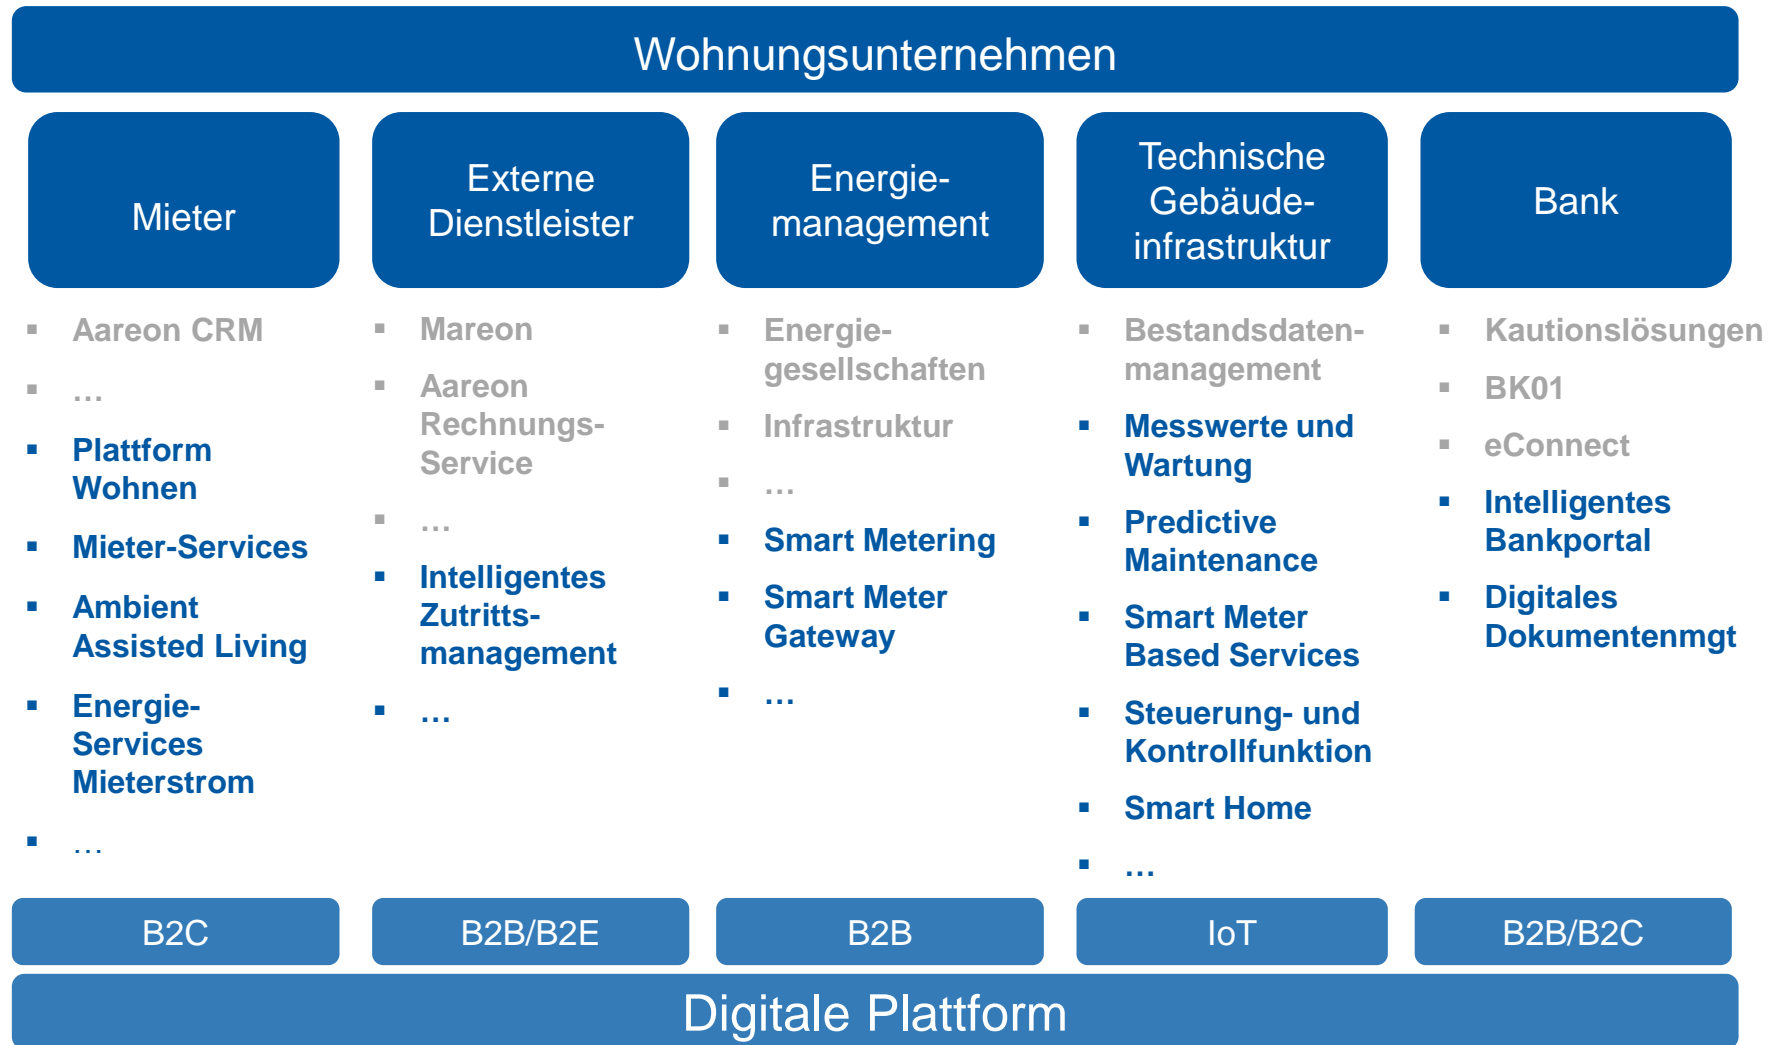 Wohnungsunternehmen
Mieter
Externe
Dienstleister
Energie-
management
Technische
Gebäude-
infrastruktur
Bank
▪ Aareon CRM
▪ …
▪ Plattform
Wohnen
▪ Mieter-Services
▪ Ambient
Assisted Living
▪ Energie-
Services
Mieterstrom
▪ …
▪ Mareon
▪ Aareon
Rechnungs-
Service
▪ …
▪ Intelligentes
Zutritts-
management
▪ …
▪ Energie-
gesellschaften
▪ Infrastruktur
▪ …
▪ Smart Metering
▪ Smart Meter
Gateway
▪ …
▪ Bestandsdaten-
management
▪ Messwerte und
Wartung
▪ Predictive
Maintenance
▪ Smart Meter
Based Services
▪ Steuerung- und
Kontrollfunktion
▪ Smart Home
▪ …
▪ Kautionslösungen
▪ BK01
▪ eConnect
▪ Intelligentes
Bankportal
▪ Digitales
Dokumentenmgt
B2C
B2B/B2E
B2B
IoT
B2B/B2C
Digitale Plattform